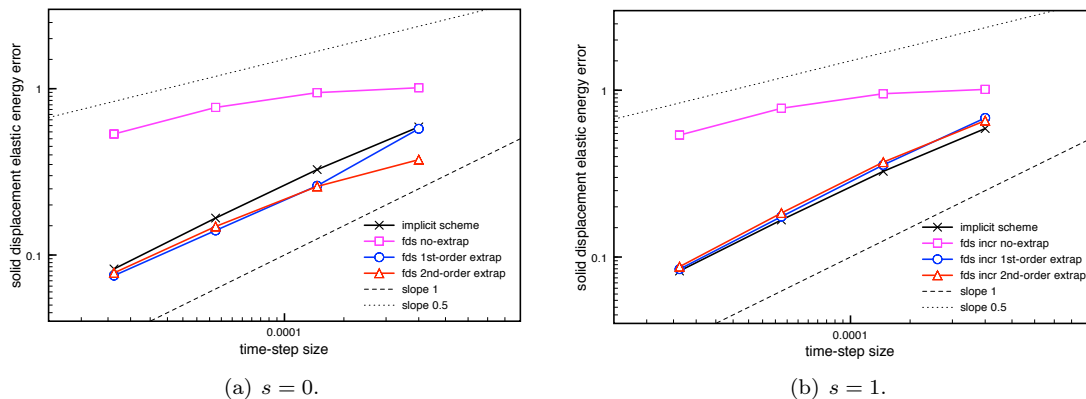 solid displacement elastic energy error
1
0.1
0.0001
time-step size
implicit scheme
fds no-extrap
fds 1st-order extrap
fds 2nd-order extrap
slope 1
slope 0.5
(a) s = 0.
solid displacement elastic energy error
1
0.1
0.0001
time-step size
implicit scheme
fds incr no-extrap
fds incr 1st-order extrap
fds incr 2nd-order extrap
slope 1
slope 0.5
(b) s = 1.